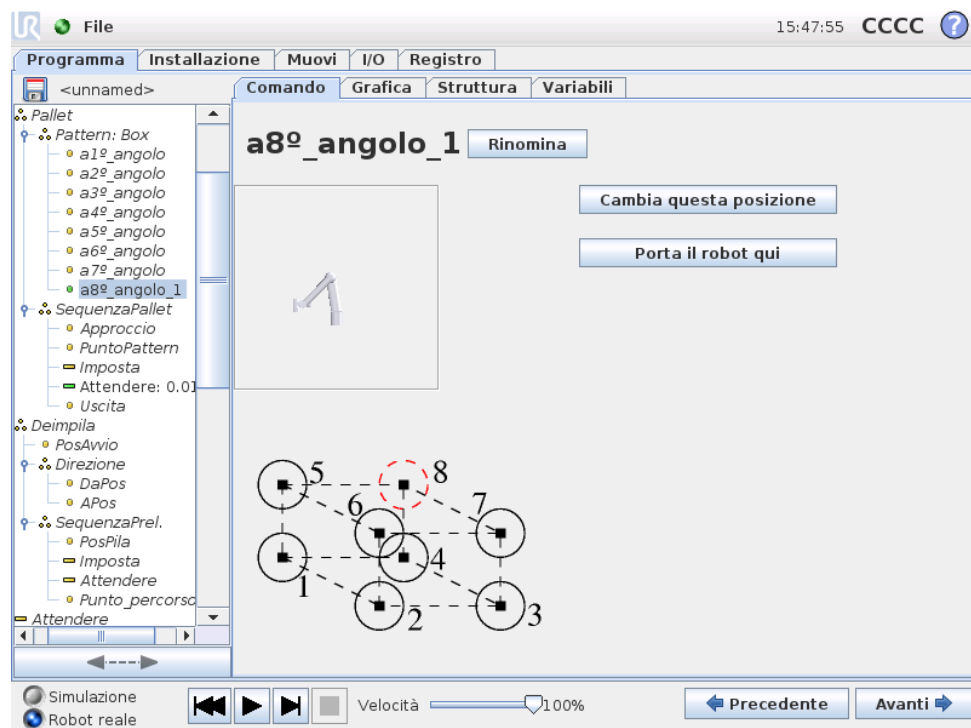 UR File 15:47:55 CCCC ?
Programma Installazione Muovi I/O Registro
<unnamed> Comando Grafica Struttura Variabili
Pallet
Pattern: Box
a1º_angolo
a2º_angolo
a3º_angolo
a4º_angolo
a5º_angolo
a6º_angolo
a7º_angolo
a8º_angolo_1
SequenzaPallet
Approccio
PuntoPattern
Imposta
Attendere: 0.01
Uscita
Deimpila
PosAvvio
Direzione
DaPos
APos
SequenzaPrel.
PosPila
Imposta
Attendere
Punto_percorso
Attendere
a8º_angolo_1 Rinomina
Cambia questa posizione
Porta il robot qui
5 8
6 7
1 4
2 3
Simulazione
Robot reale
Velocità 100%
Precedente Avanti